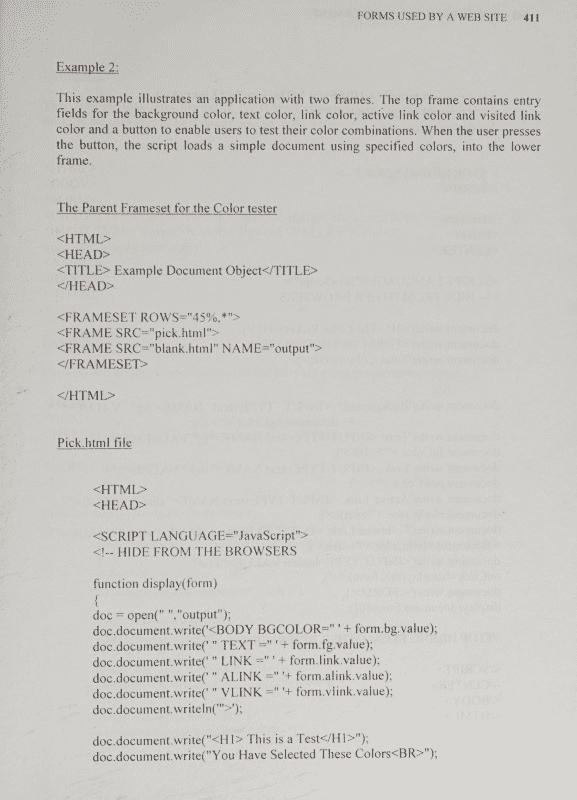 FORMS USED BY A WEB SITE 411
Example 2:
This example illustrates an application with two frames. The top frame contains entry
fields for the background color, text color, link color, active link color and visited link
color and a button to enable users to test their color combinations. When the user presses
the button, the script loads a simple document using specified colors, into the lower
frame.
The Parent Frameset for the Color tester
<HTML>
<HEAD>
<TITLE> Example Document Object</TITLE>
</HEAD>
<FRAMESET ROWS="45%,*">
<FRAME SRC="pick.html">
<FRAME SRC="blank.html" NAME="output">
</FRAMESET>
</HTML>
Pick.html file
<HTML>
<HEAD>
<SCRIPT LANGUAGE="JavaScript">
<!-- HIDE FROM THE BROWSERS
function display(form)
{
doc = open(" ","output");
doc.document.write('<BODY BGCOLOR=" ' + form.bg.value);
doc.document.write(' " TEXT =" ' + form.fg.value);
doc.document.write(' " LINK =" ' + form.link.value);
doc.document.write(' " ALINK =" '+ form.alink.value);
doc.document.write(' " VLINK =" '+ form.vlink.value);
doc.document.writeln('">');
doc.document.write("<H1> This is a Test</H1>");
doc.document.write("You Have Selected These Colors<BR>");